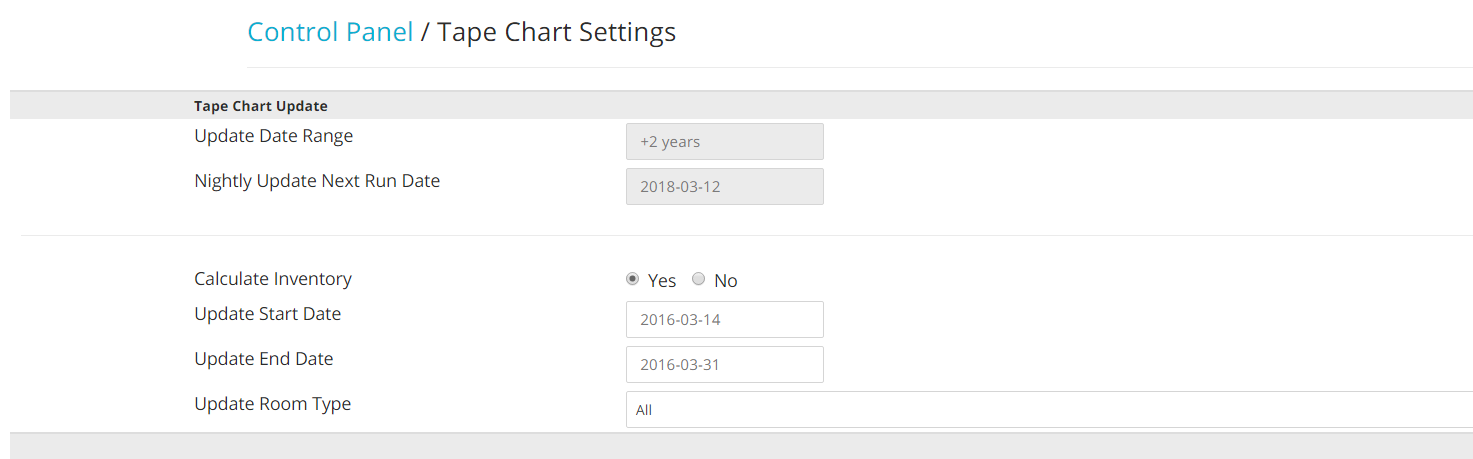 Control Panel / Tape Chart Settings
Tape Chart Update
Update Date Range +2 years
Nightly Update Next Run Date 2018-03-12
Calculate Inventory Yes No
Update Start Date 2016-03-14
Update End Date 2016-03-31
Update Room Type All